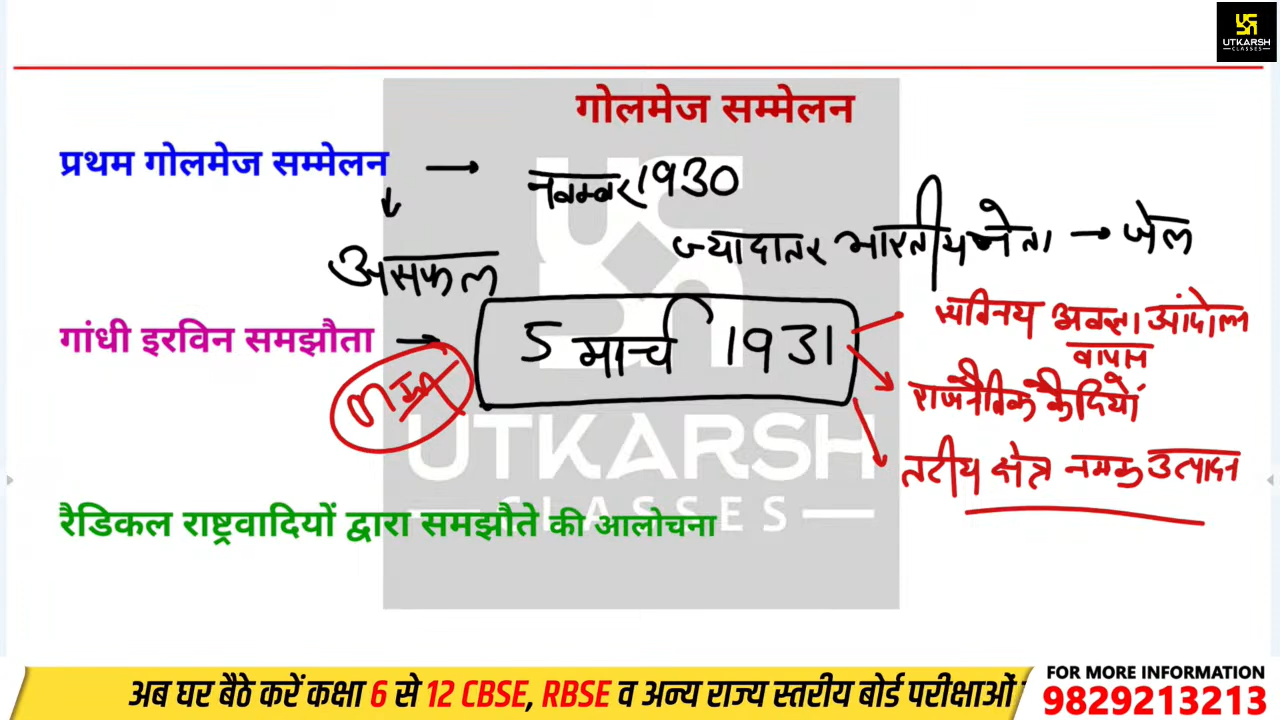 UTKARSH
CLASSES
गोलमेज सम्मेलन
प्रथम गोलमेज सम्मेलन →
नवम्बर 1930
ज्यादातर भारतीय नेता → जेल
असफल
गांधी इरविन समझौता →
5 मार्च 1931
सविनय अवज्ञा आंदोलन
वापस
राजनैतिक कैदियों
तटीय क्षेत्र नमक उत्पादन
UTKARSH
CLASSES
रैडिकल राष्ट्रवादियों द्वारा समझौते की आलोचना
अब घर बैठे करें कक्षा 6 से 12 CBSE, RBSE व अन्य राज्य स्तरीय बोर्ड परीक्षाओं
FOR MORE INFORMATION
9829213213